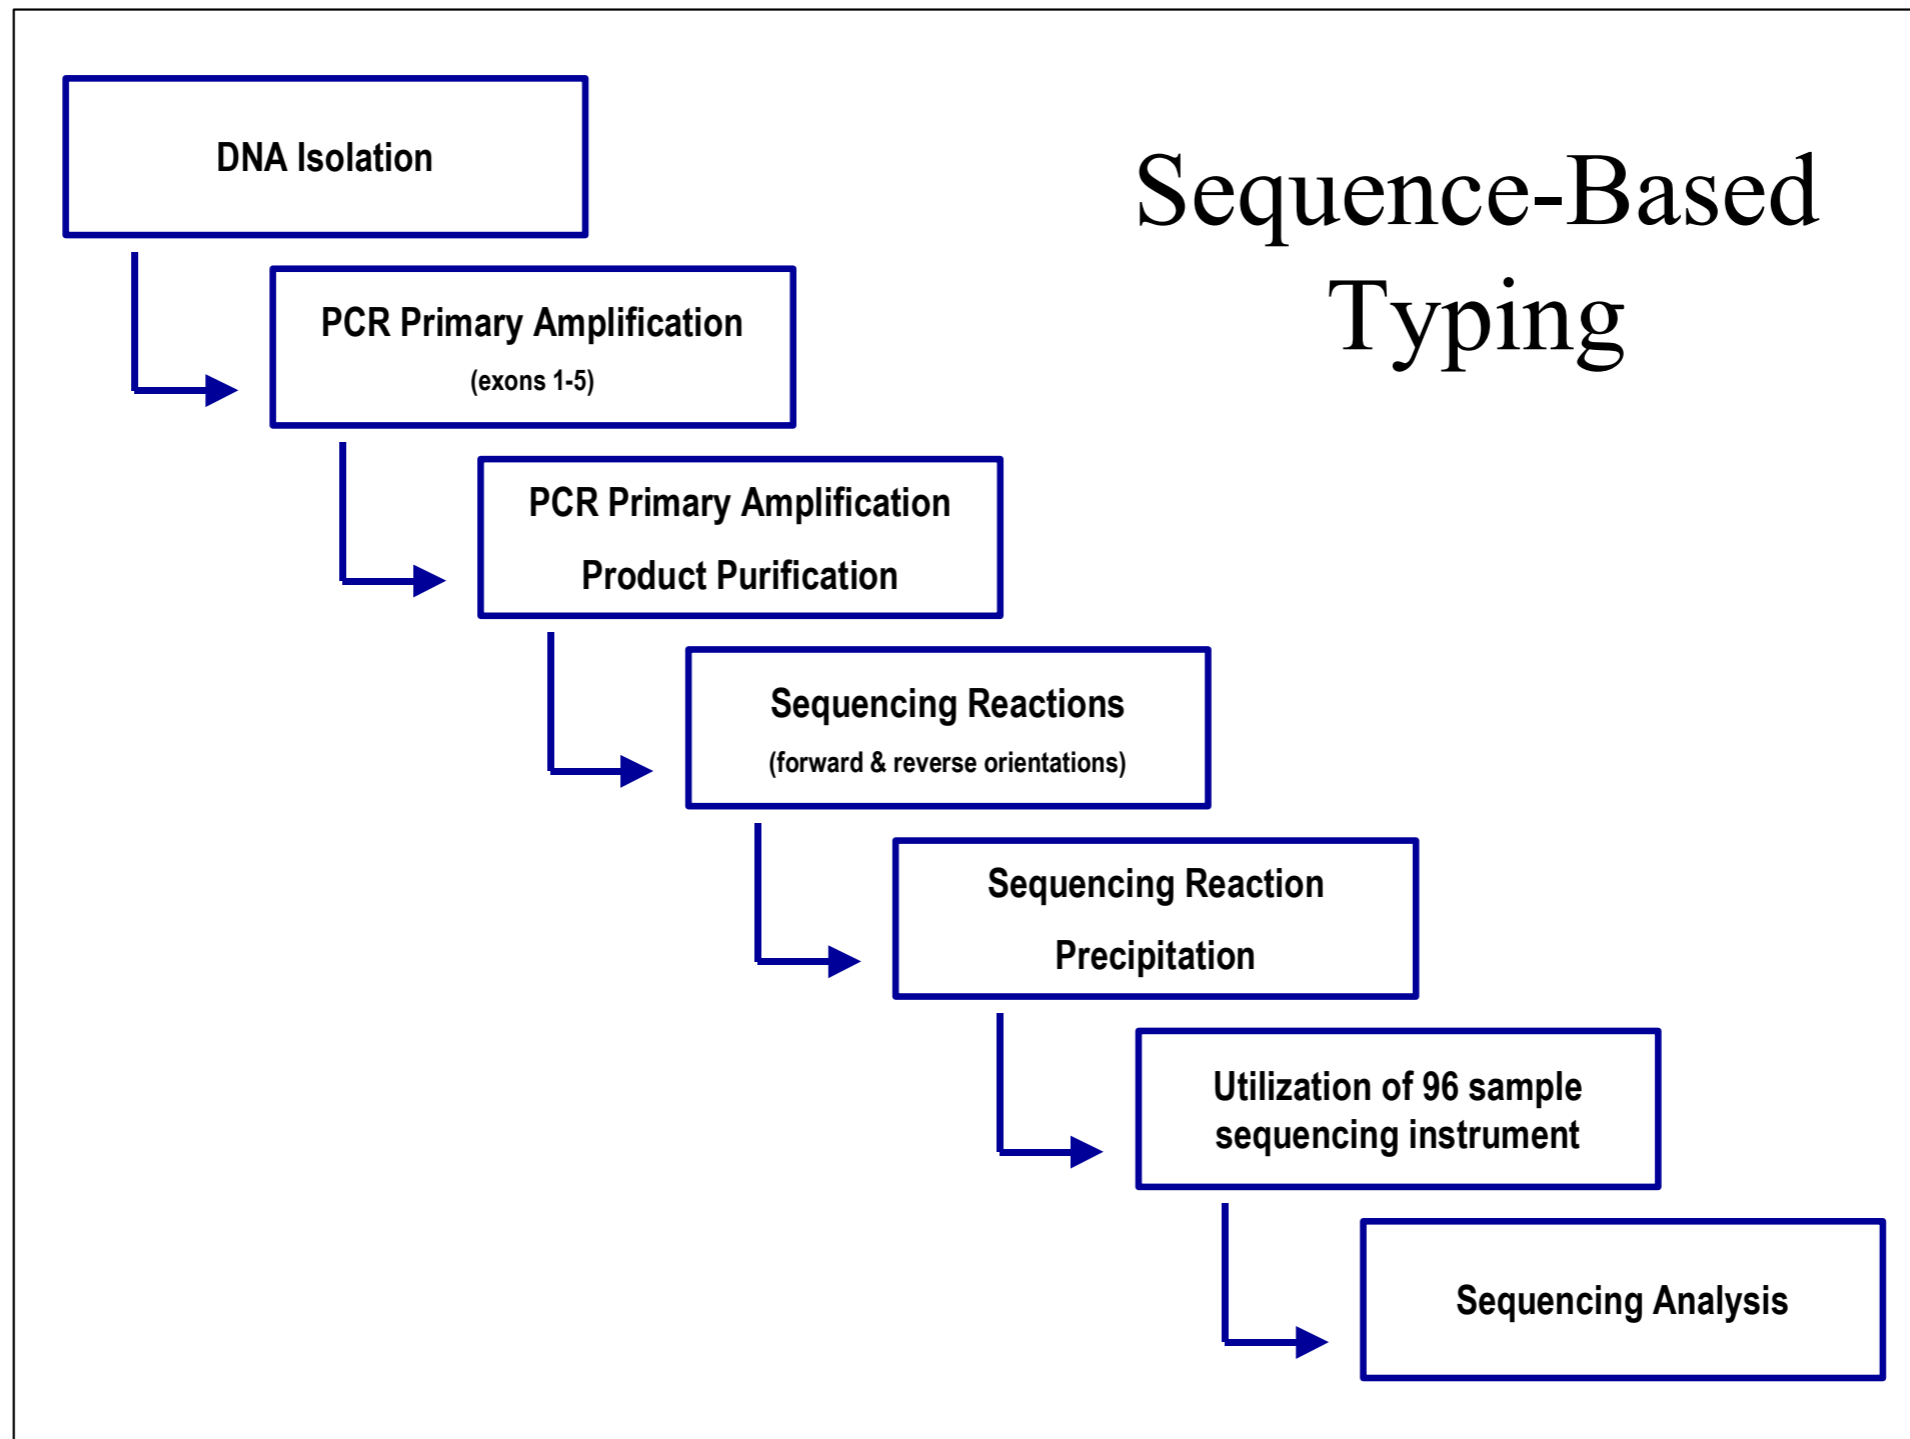 Sequence-Based
Typing
DNA Isolation
PCR Primary Amplification
(exons 1-5)
PCR Primary Amplification
Product Purification
Sequencing Reactions
(forward & reverse orientations)
Sequencing Reaction
Precipitation
Utilization of 96 sample
sequencing instrument
Sequencing Analysis